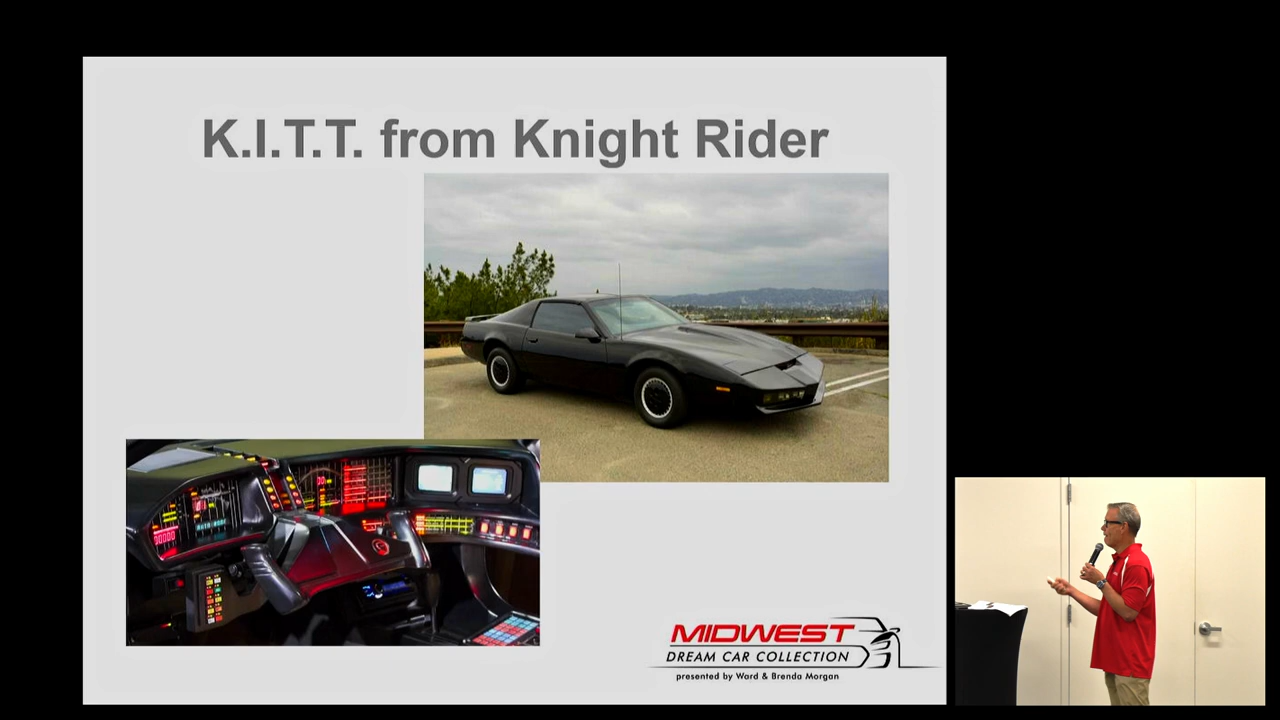 K.I.T.T. from Knight Rider
MIDWEST
DREAM CAR COLLECTION
presented by Ward & Brenda Morgan